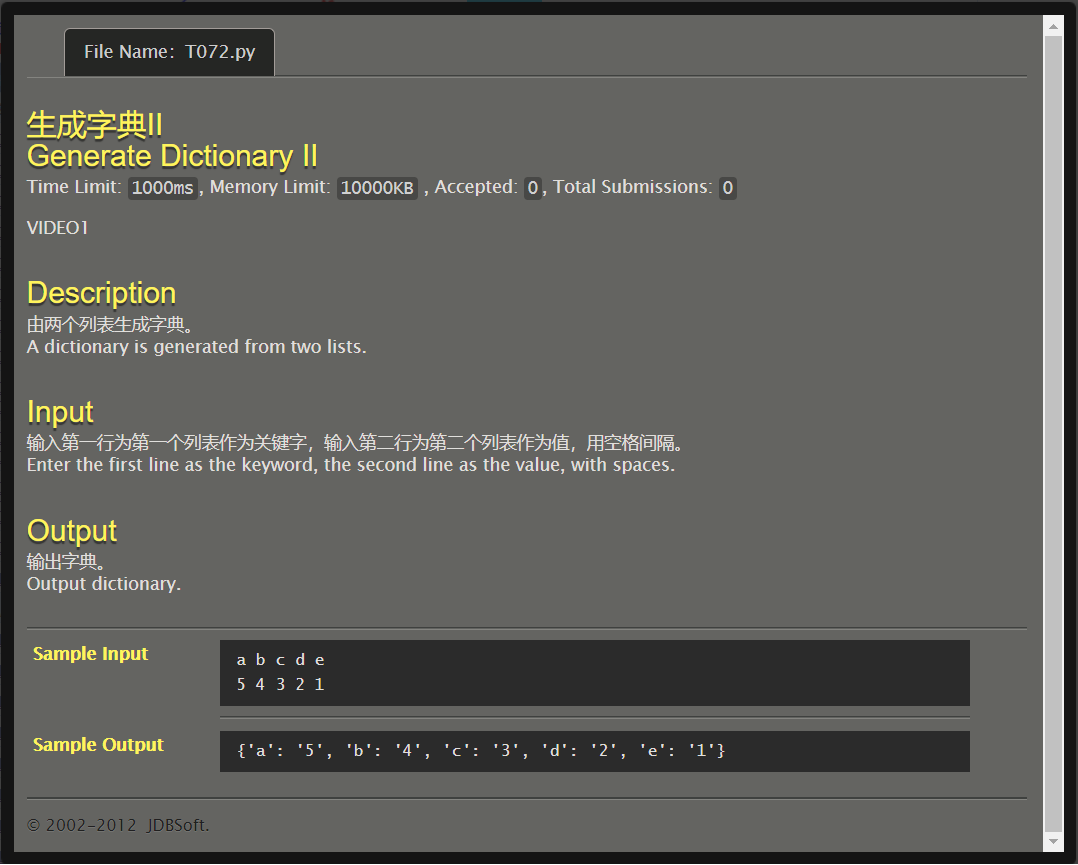 File Name: T072.py
生成字典II
Generate Dictionary II
Time Limit: 1000ms, Memory Limit: 10000KB , Accepted: 0, Total Submissions: 0
VIDEO1
Description
由两个列表生成字典。
A dictionary is generated from two lists.
Input
输入第一行为第一个列表作为关键字，输入第二行为第二个列表作为值，用空格间隔。
Enter the first line as the keyword, the second line as the value, with spaces.
Output
输出字典。
Output dictionary.
Sample Input
a b c d e
5 4 3 2 1
Sample Output
{'a': '5', 'b': '4', 'c': '3', 'd': '2', 'e': '1'}
© 2002-2012 JDBSoft.